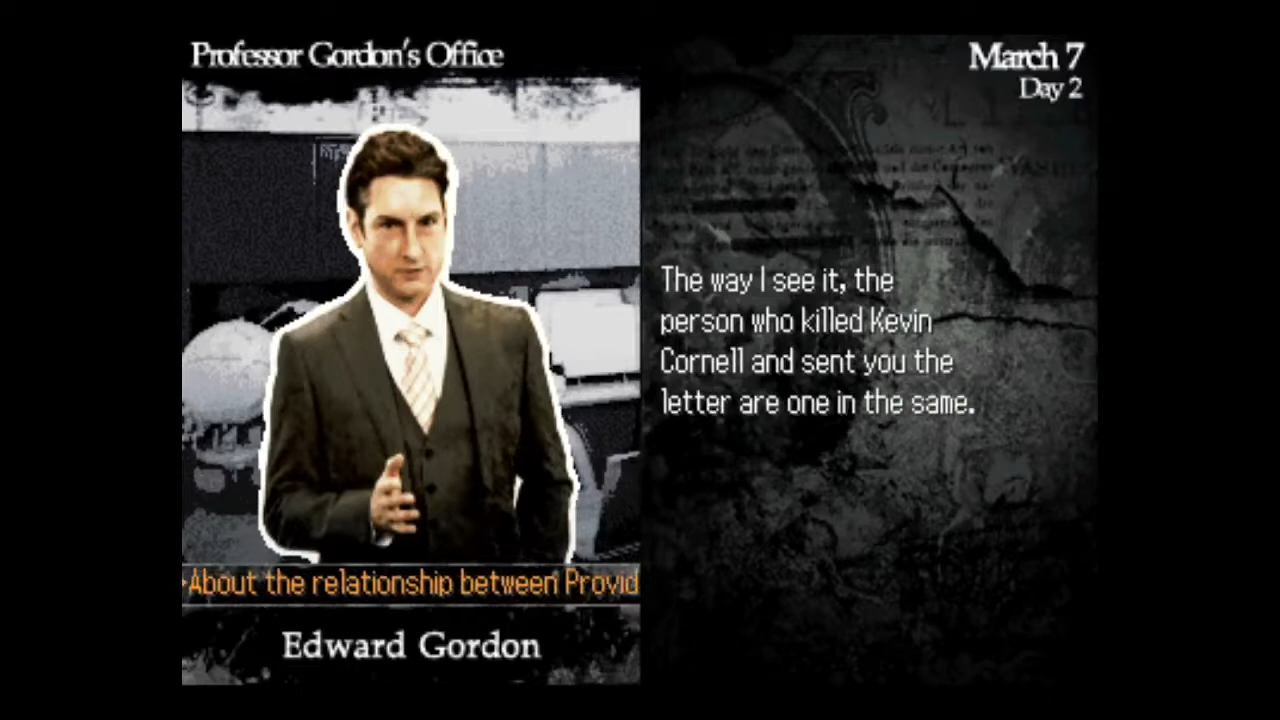 Professor Gordon's Office
March 7
Day 2
The way I see it, the
person who killed Kevin
Cornell and sent you the
letter are one in the same.
About the relationship between Provid
Edward Gordon